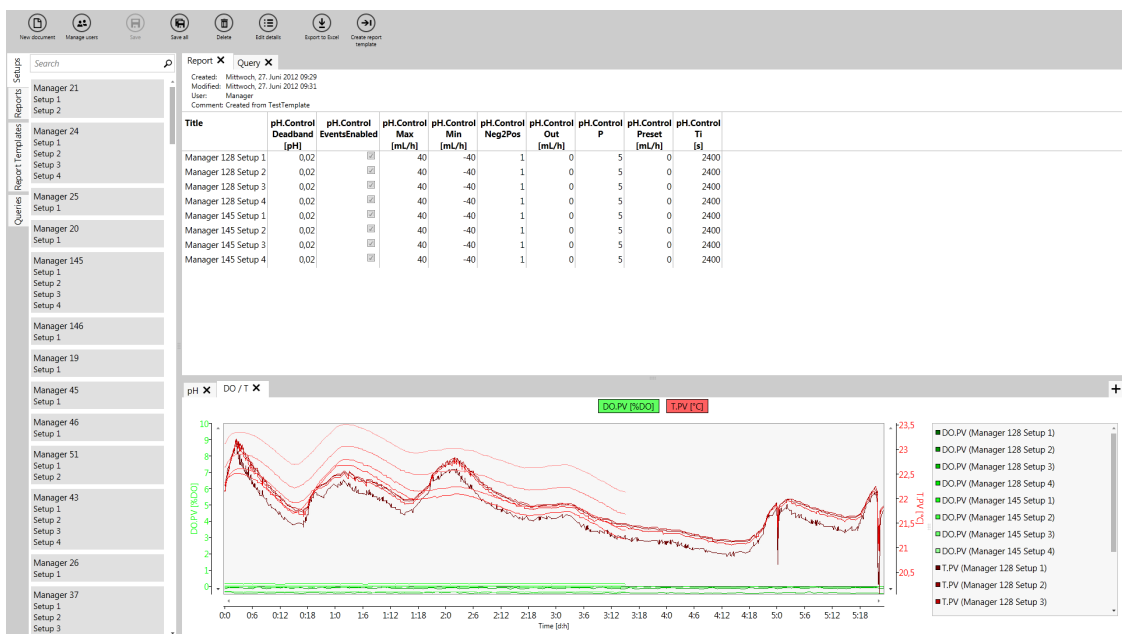 New document
Manage users
Save
Save all
Delete
Edit details
Export to Excel
Create report
template
Setups
Reports
Report Templates
Queries
Search
Manager 21
Setup 1
Setup 2
Manager 24
Setup 1
Setup 2
Setup 3
Setup 4
Manager 25
Setup 1
Manager 20
Setup 1
Manager 145
Setup 1
Setup 2
Setup 3
Setup 4
Manager 146
Setup 1
Manager 19
Setup 1
Manager 45
Setup 1
Manager 46
Setup 1
Manager 51
Setup 1
Setup 2
Manager 43
Setup 1
Setup 2
Setup 3
Setup 4
Manager 26
Setup 1
Manager 37
Setup 1
Setup 2
Setup 3
Report Query
Created: Mittwoch, 27. Juni 2012 09:29
Modified: Mittwoch, 27. Juni 2012 09:31
User: Manager
Comment: Created from TestTemplate
Title pH.Control pH.Control pH.Control pH.Control pH.Control pH.Control pH.Control pH.Control pH.Control
Deadband EventsEnabled Max Min Neg2Pos Out P Preset Ti
[pH] [mL/h] [mL/h] [mL/h] [mL/h] [s]
Manager 128 Setup 1 0,02 40 -40 1 0 5 0 2400
Manager 128 Setup 2 0,02 40 -40 1 0 5 0 2400
Manager 128 Setup 3 0,02 40 -40 1 0 5 0 2400
Manager 128 Setup 4 0,02 40 -40 1 0 5 0 2400
Manager 145 Setup 1 0,02 40 -40 1 0 5 0 2400
Manager 145 Setup 2 0,02 40 -40 1 0 5 0 2400
Manager 145 Setup 3 0,02 40 -40 1 0 5 0 2400
Manager 145 Setup 4 0,02 40 -40 1 0 5 0 2400
pH DO / T
DO.PV [%DO] T.PV [°C]
DO.PV [%DO]
10
9
8
7
6
5
4
3
2
1
0
23,5
23
22,5
22
21,5
21
20,5
T.PV [°C]
0:0 0:6 0:12 0:18 1:0 1:6 1:12 1:18 2:0 2:6 2:12 2:18 3:0 3:6 3:12 3:18 4:0 4:6 4:12 4:18 5:0 5:6 5:12 5:18
Time [d:h]
DO.PV (Manager 128 Setup 1)
DO.PV (Manager 128 Setup 2)
DO.PV (Manager 128 Setup 3)
DO.PV (Manager 128 Setup 4)
DO.PV (Manager 145 Setup 1)
DO.PV (Manager 145 Setup 2)
DO.PV (Manager 145 Setup 3)
DO.PV (Manager 145 Setup 4)
T.PV (Manager 128 Setup 1)
T.PV (Manager 128 Setup 2)
T.PV (Manager 128 Setup 3)